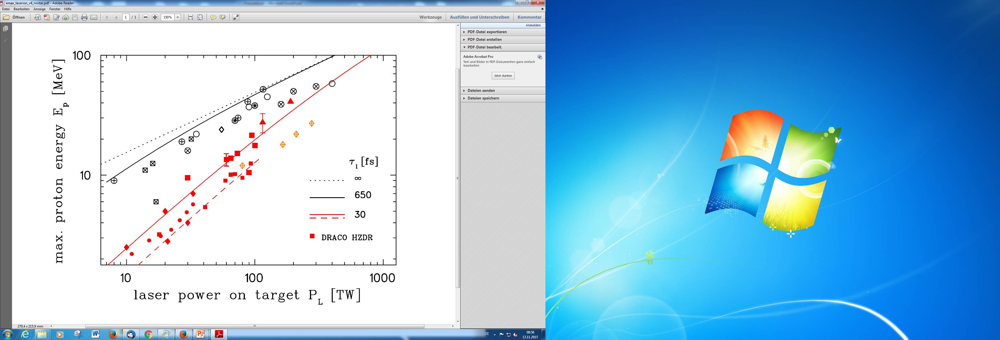 emax_laserion_v4_nostar.pdf - Adobe Reader
Datei Bearbeiten Anzeige Fenster Hilfe
Öffnen 1 / 1 150% Werkzeuge Ausfüllen und Unterschreiben Kommentar
Anmelden
PDF-Datei exportieren
PDF-Datei erstellen
PDF-Datei bearbeit.
Adobe Acrobat Pro
Text und Bilder in PDF-Dokumenten ganz einfach
bearbeiten
Jetzt starten
Dateien senden
Dateien speichern
max. proton energy Ep [MeV]
100
10
τl [fs]
∞
650
30
DRACO HZDR
10 100 1000
laser power on target PL [TW]
279,4 x 215,9 mm
DE
08:56
13.11.2015